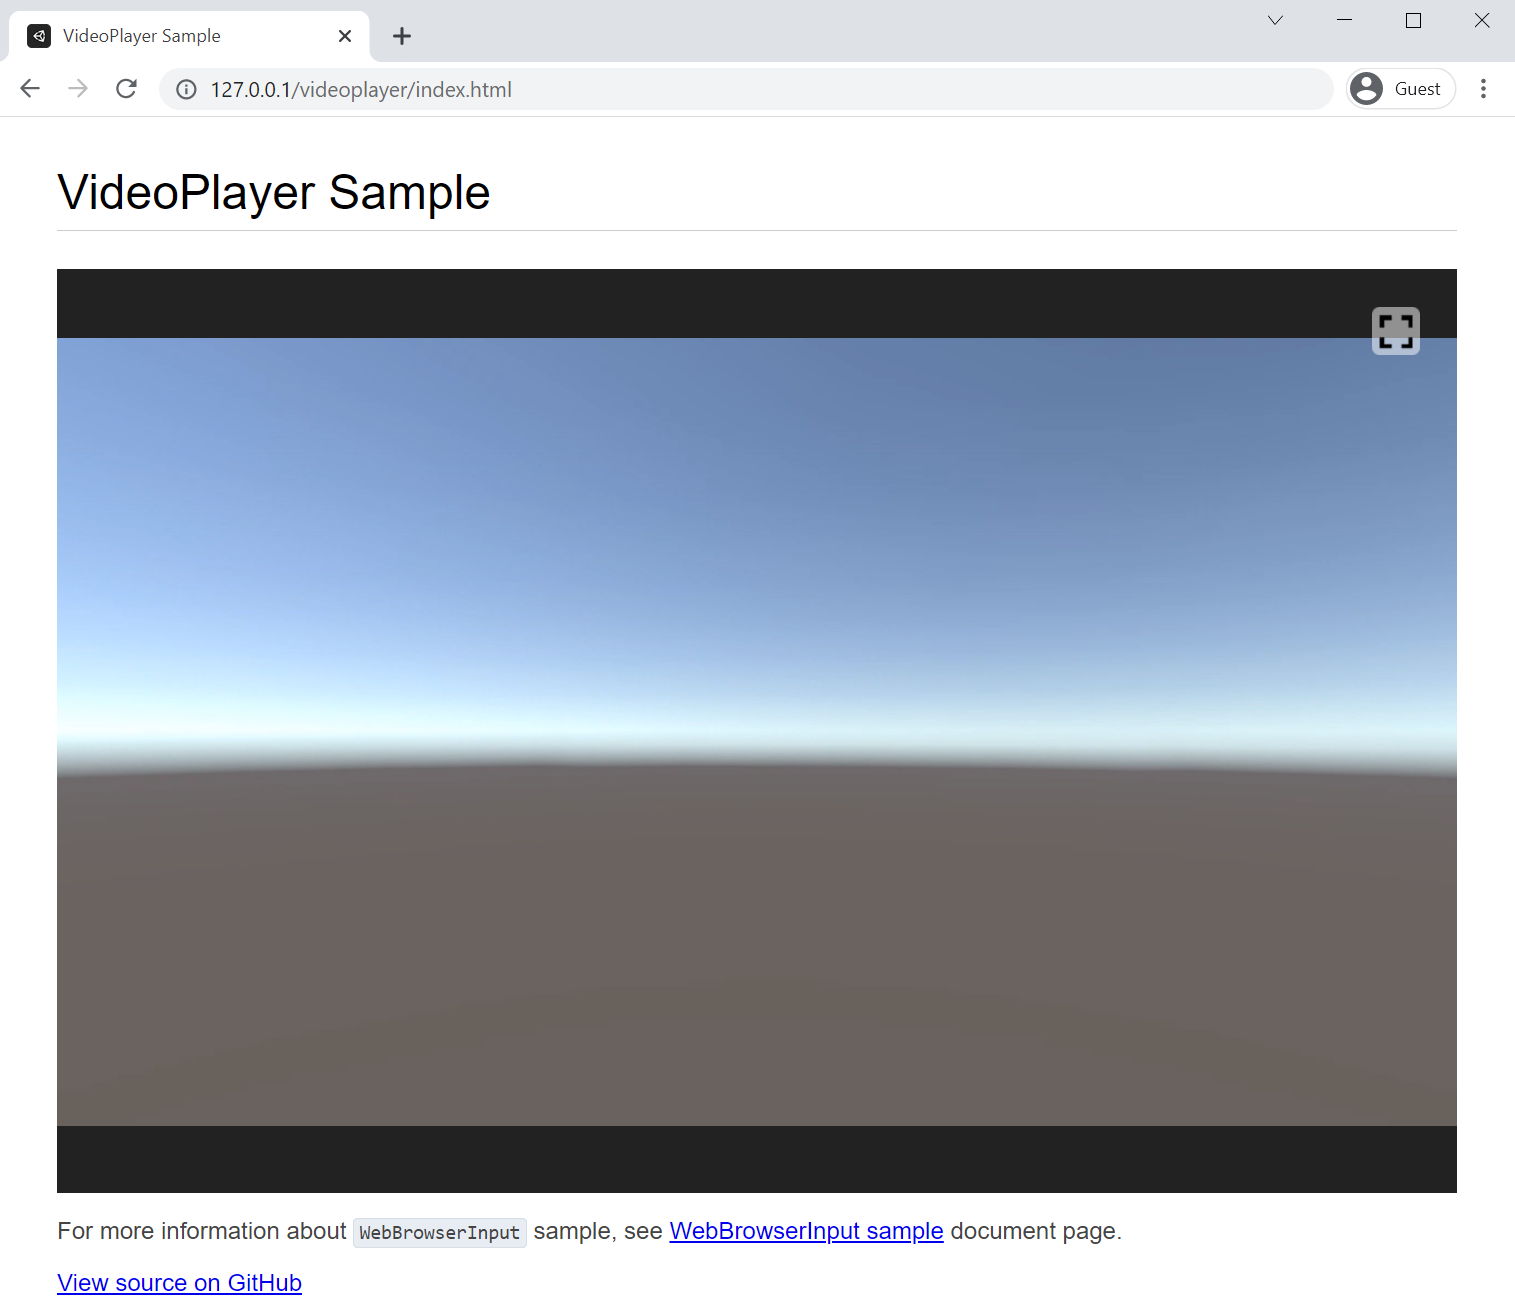 VideoPlayer Sample
127.0.0.1/videoplayer/index.html
Guest
VideoPlayer Sample
For more information about WebBrowserInput sample, see WebBrowserInput sample document page.
View source on GitHub